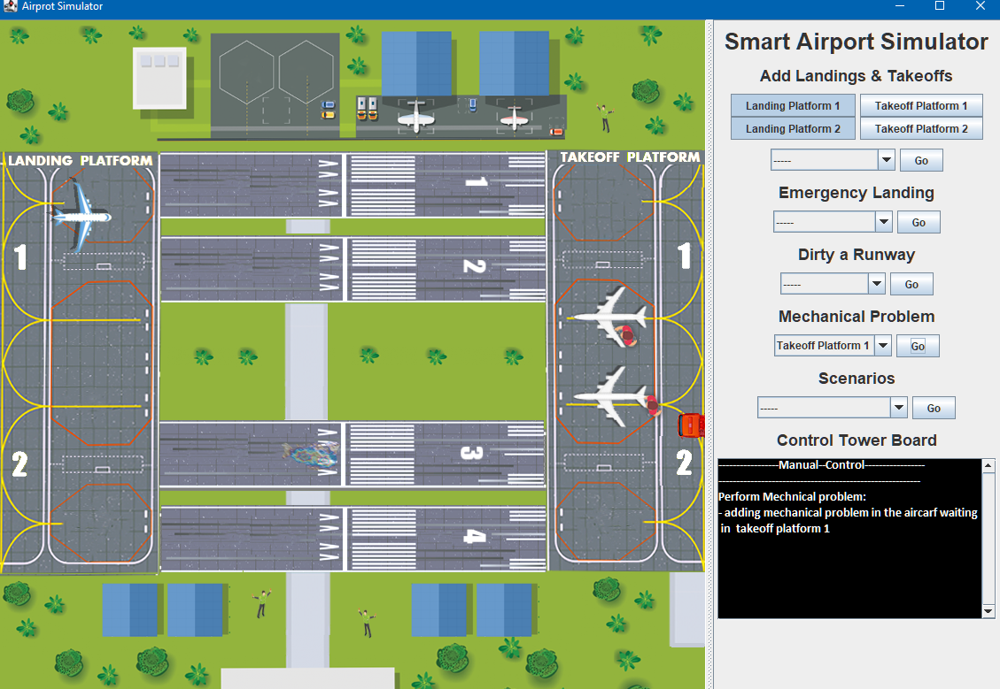 Airprot Simulator
LANDING PLATFORM
TAKEOFF PLATFORM
1
1
1
2
2
3
2
4
Smart Airport Simulator
Add Landings & Takeoffs
Landing Platform 1
Takeoff Platform 1
Landing Platform 2
Takeoff Platform 2
-----
Go
Emergency Landing
-----
Go
Dirty a Runway
-----
Go
Mechanical Problem
Takeoff Platform 1
Go
Scenarios
-----
Go
Control Tower Board
-----------------Manual--Control-----------------
---------------------------------------------------------
Perform Mechnical problem:
- adding mechanical problem in the aircarf waiting
in takeoff platform 1